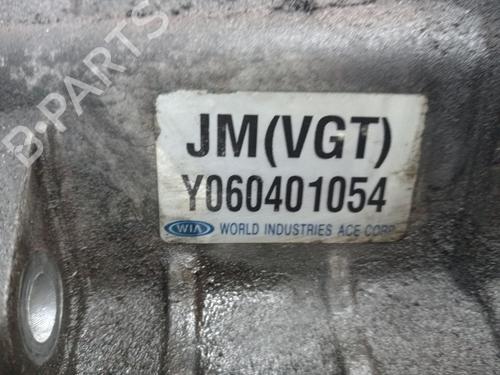 B-PARTS
JM(VGT)
Y060401054
WIA WORLD INDUSTRIES ACE CORP